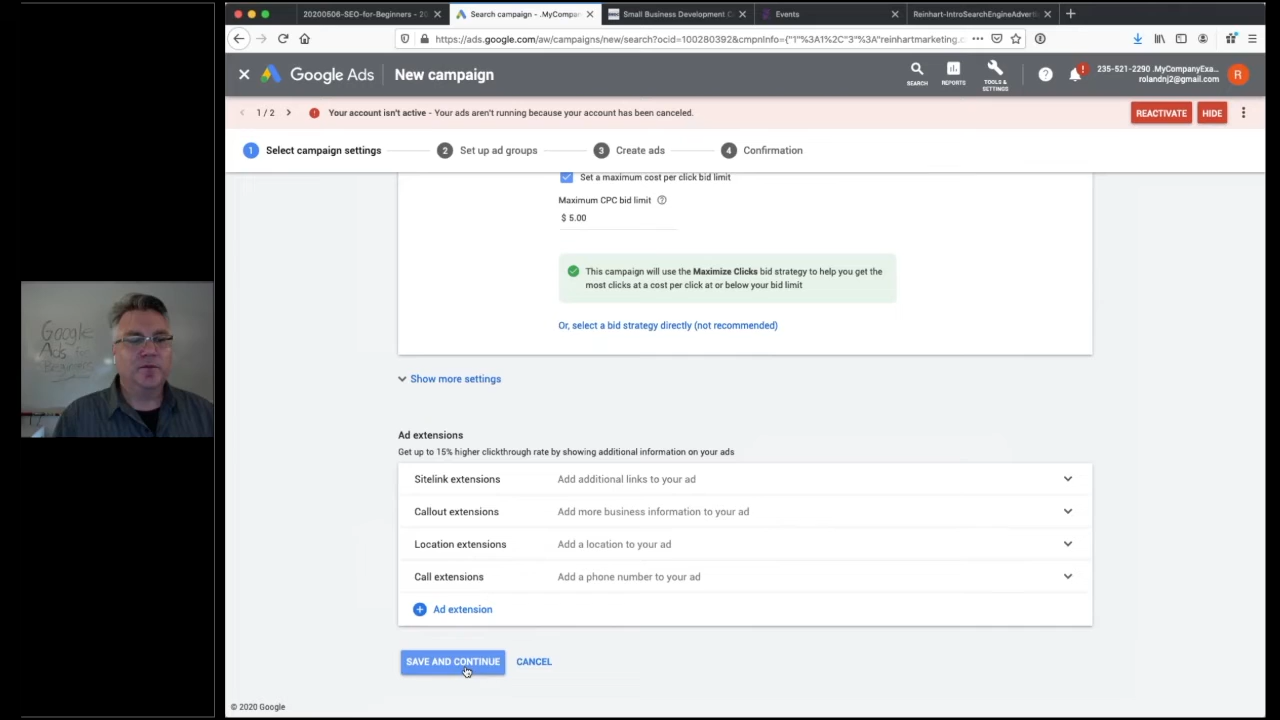 20200506-SEO-for-Beginners - 20
Search campaign - .MyCompan
Small Business Development C
Events
Reinhart-IntroSearchEngineAdverti
https://ads.google.com/aw/campaigns/new/search?ocid=100280392&cmpnInfo={"1"%3A1%2C"3"%3A"reinhartmarketing.c
Google Ads
New campaign
SEARCH
REPORTS
TOOLS &
SETTINGS
235-521-2290 .MyCompanyExa...
rolandnj2@gmail.com
R
1 / 2
Your account isn't active - Your ads aren't running because your account has been canceled.
REACTIVATE
HIDE
1 Select campaign settings
2 Set up ad groups
3 Create ads
4 Confirmation
Set a maximum cost per click bid limit
Maximum CPC bid limit
$ 5.00
This campaign will use the Maximize Clicks bid strategy to help you get the
most clicks at a cost per click at or below your bid limit
Or, select a bid strategy directly (not recommended)
Show more settings
Google
Ads for
Beginners
Ad extensions
Get up to 15% higher clickthrough rate by showing additional information on your ads
Sitelink extensions Add additional links to your ad
Callout extensions Add more business information to your ad
Location extensions Add a location to your ad
Call extensions Add a phone number to your ad
Ad extension
SAVE AND CONTINUE
CANCEL
© 2020 Google